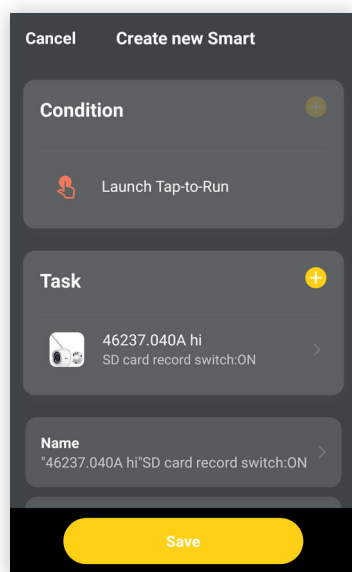 Cancel Create new Smart
Condition
Launch Tap-to-Run
Task
46237.040A hi
SD card record switch:ON
Name
"46237.040A hi"SD card record switch:ON
Save